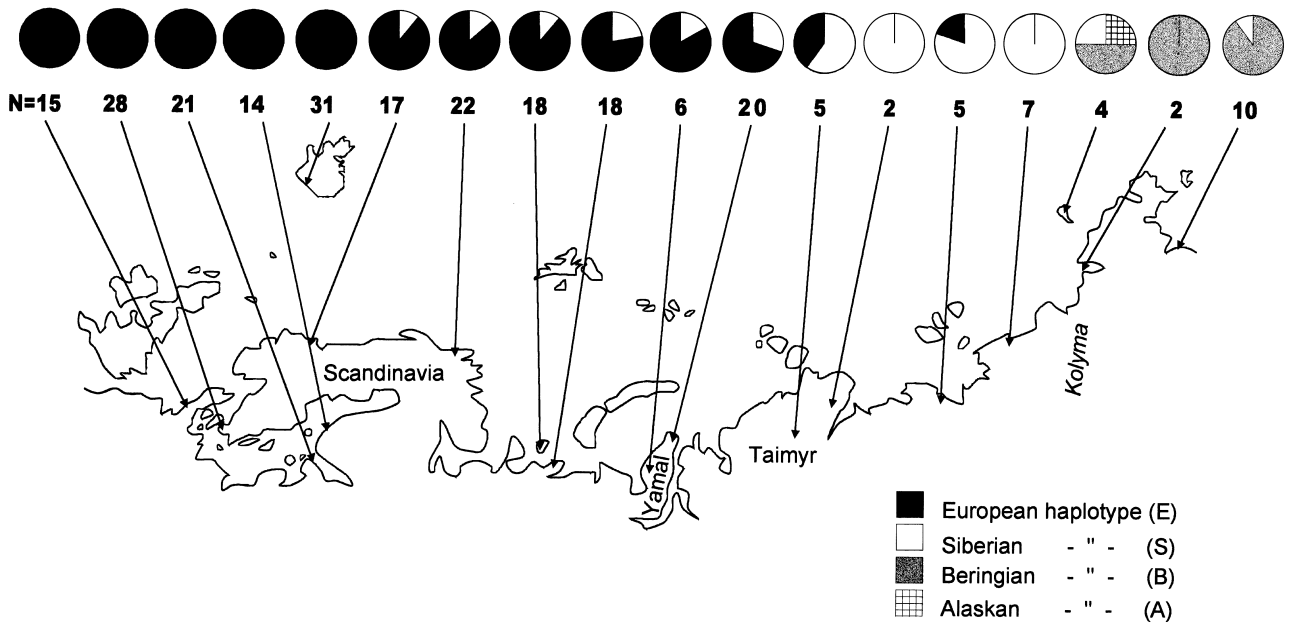 N=15 28 21 14 31 17 22 18 18 6 20 5 2 5 7 4 2 10
Scandinavia
Kolyma
Taimyr
Yamal
European haplotype (E)
Siberian - " - (S)
Beringian - " - (B)
Alaskan - " - (A)